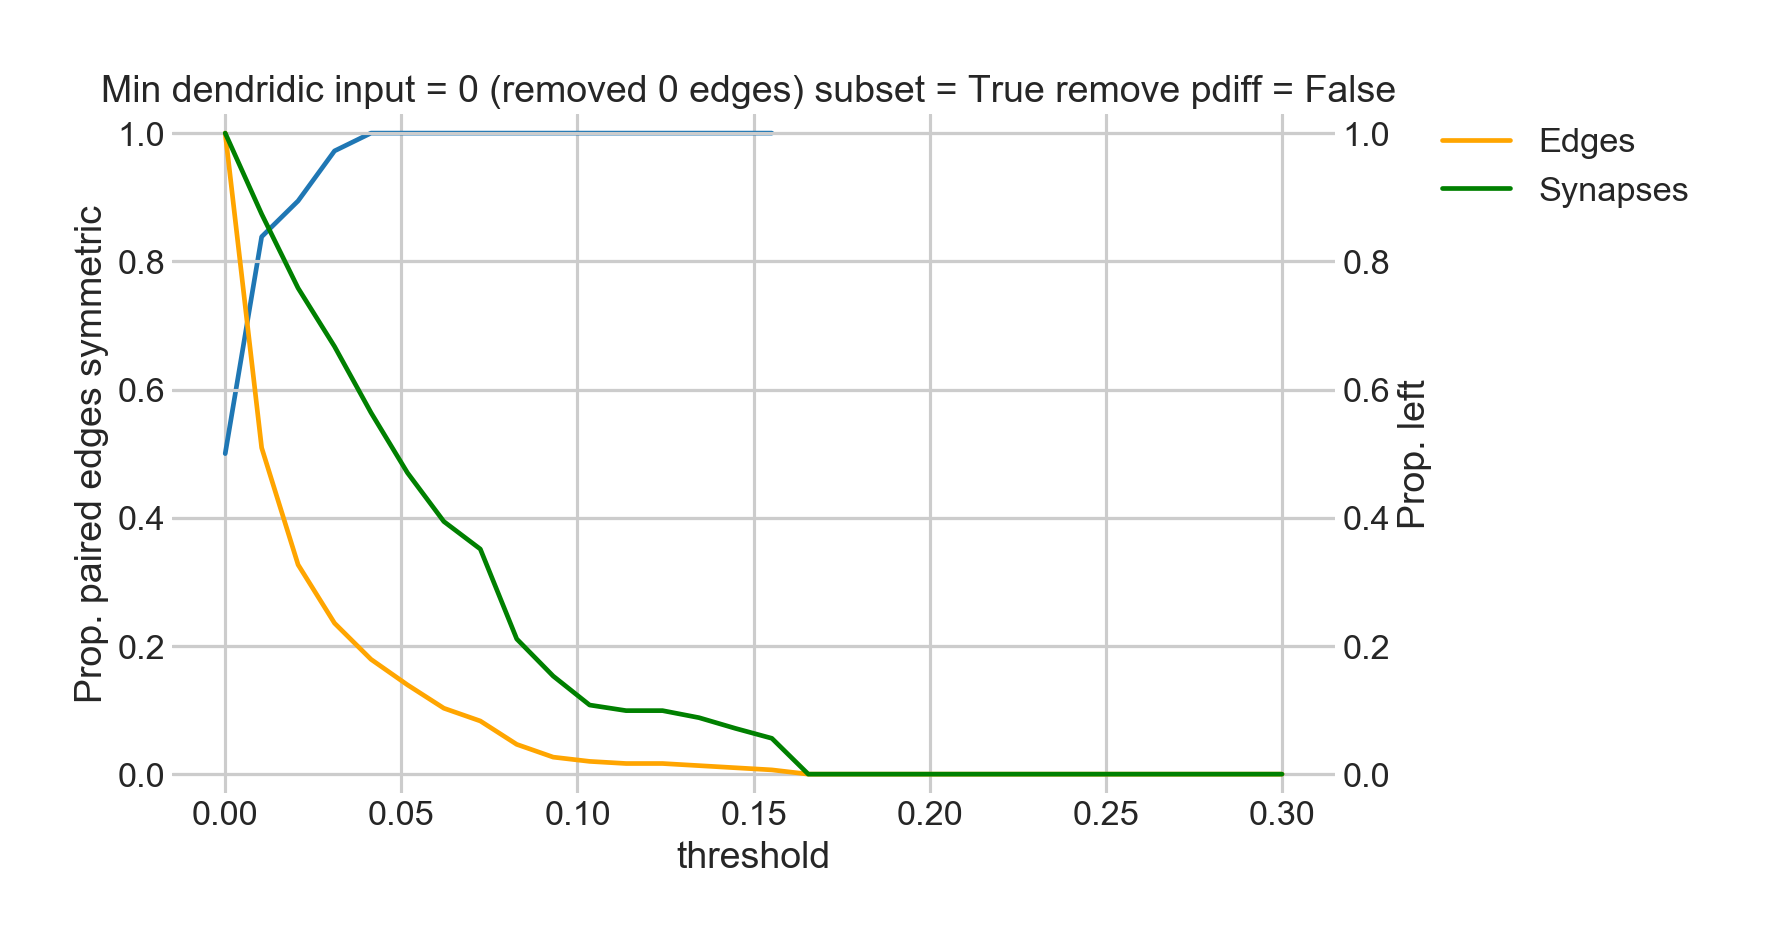 Min dendridic input = 0 (removed 0 edges) subset = True remove pdiff = False
1.0
0.8
0.6
0.4
0.2
0.0
Prop. paired edges symmetric
1.0
0.8
0.6
0.4
0.2
0.0
Prop. left
Edges
Synapses
0.00 0.05 0.10 0.15 0.20 0.25 0.30
threshold